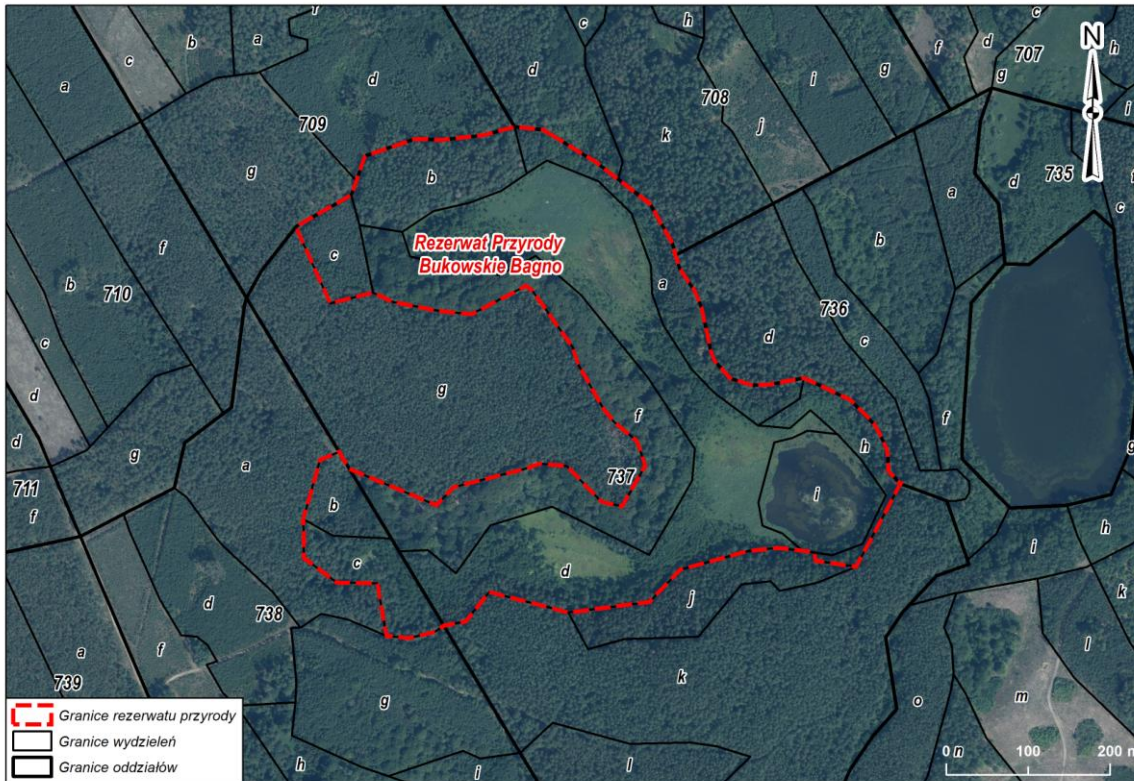 f
c
h
c
b
a
f
d
707
h
c
d
d
708
i
g
g
N
a
709
j
i
k
735
f
g
b
a
d
c
Rezerwat Przyrody
Bukowskie Bagno
c
b
f
b
710
a
736
c
d
c
g
d
f
h
f
d
g
a
737
g
711
i
f
b
h
i
c
d
j
k
d
738
f
l
a
739
k
m
g
o
n
h
i
l
Granice rezerwatu przyrody
Granice wydzieleń
Granice oddziałów
0 100 200 m